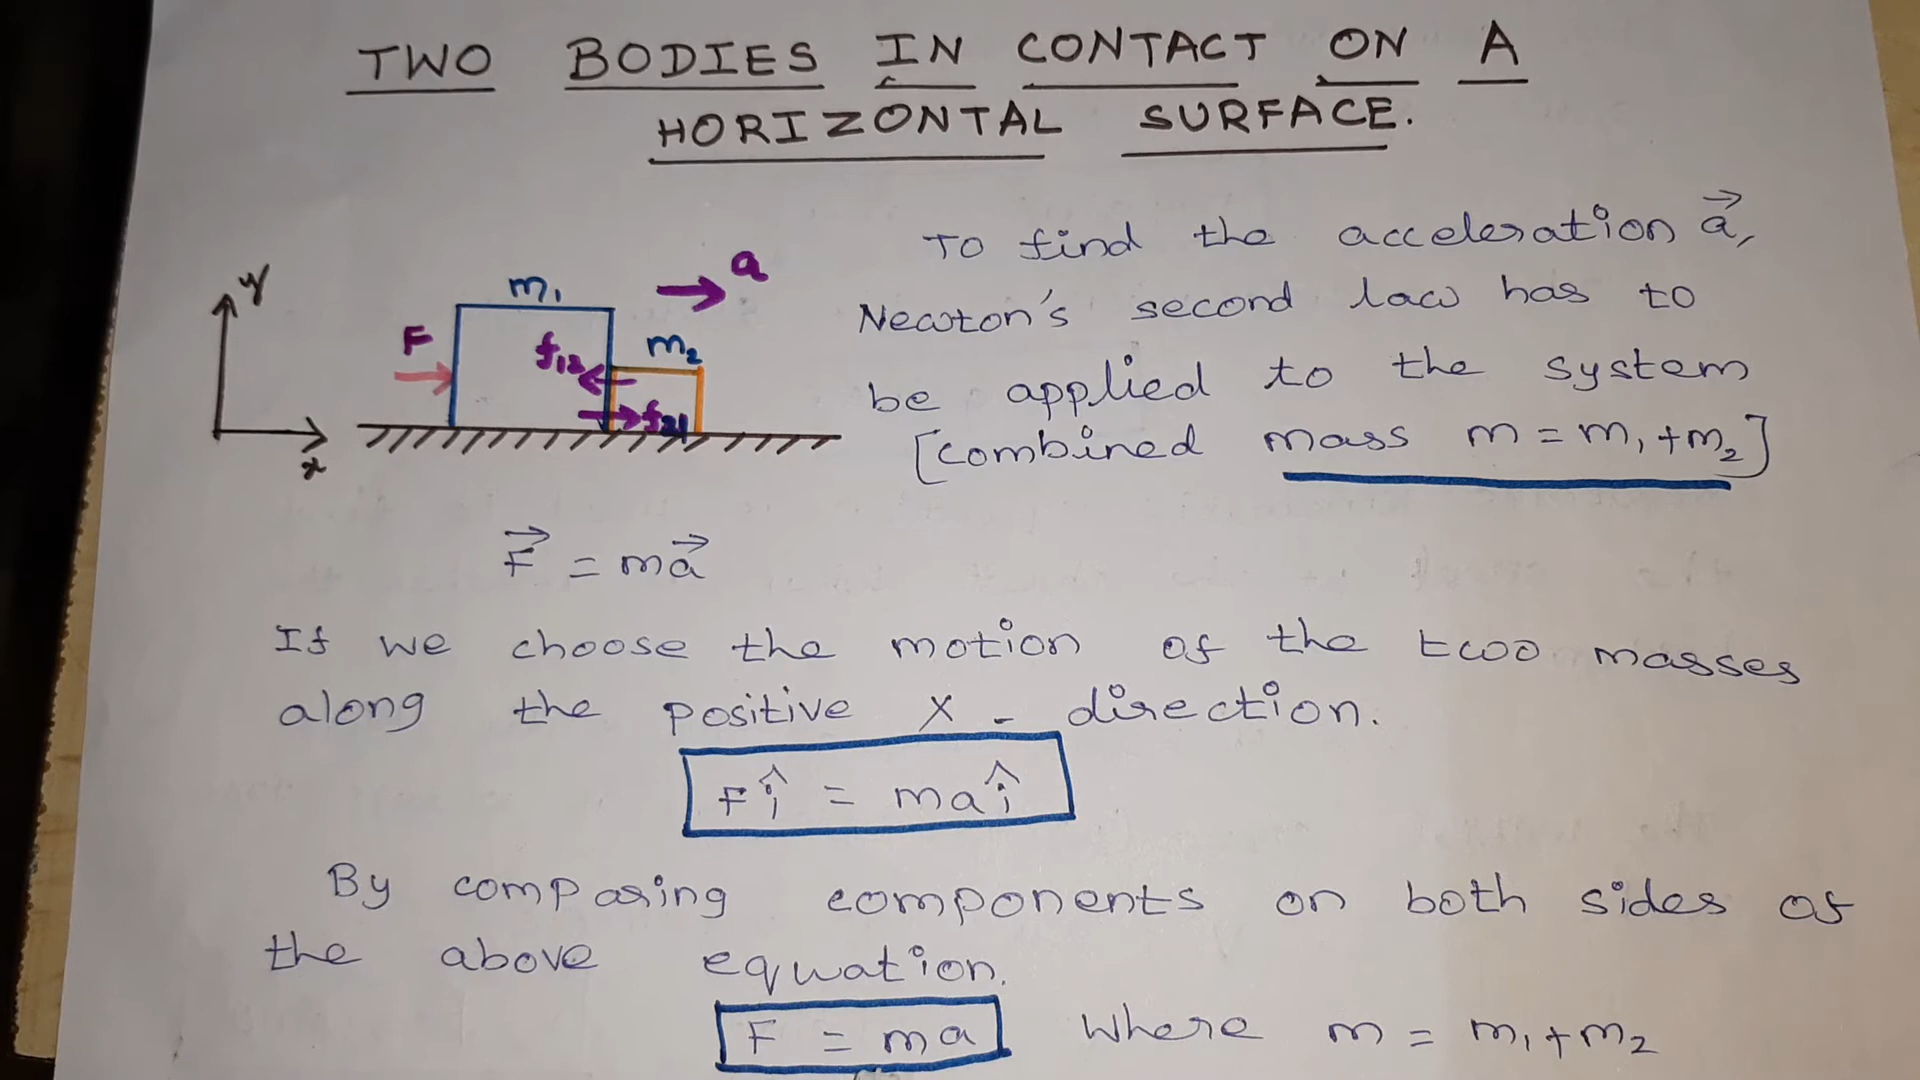 TWO BODIES IN CONTACT ON A
HORIZONTAL SURFACE.
y
x
F
m₁
f₁₂
m₂
f₂₁
a
To find the acceleration a⃗,
Newton's second law has to
be applied to the system
[combined mass m = m₁ + m₂]
F⃗ = ma⃗
If we choose the motion of the two masses
along the positive X - direction.
Fî = maî
By comparing components on both sides of
the above equation.
F = ma where m = m₁ + m₂